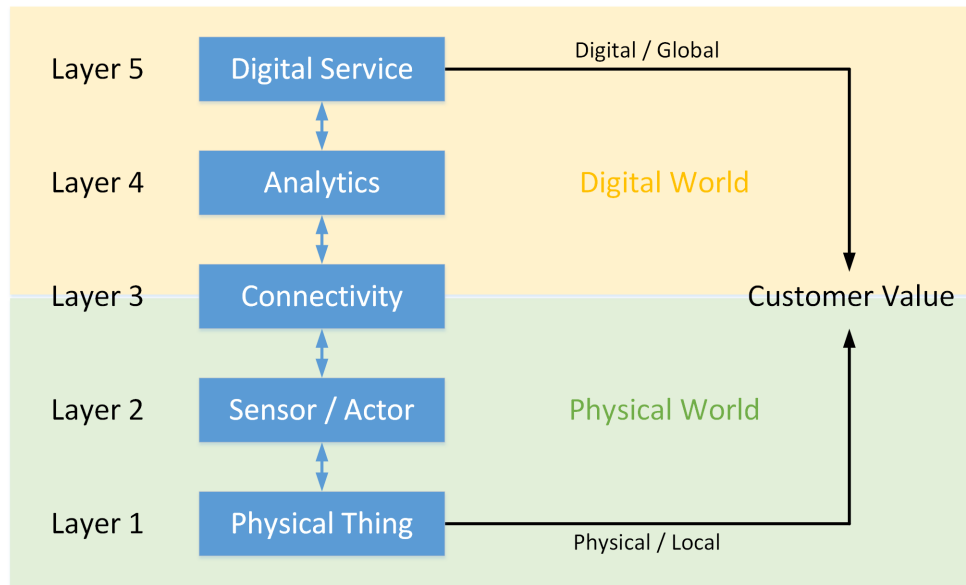 Layer 5
Digital Service
Digital / Global
Layer 4
Analytics
Digital World
Layer 3
Connectivity
Customer Value
Layer 2
Sensor / Actor
Physical World
Layer 1
Physical Thing
Physical / Local